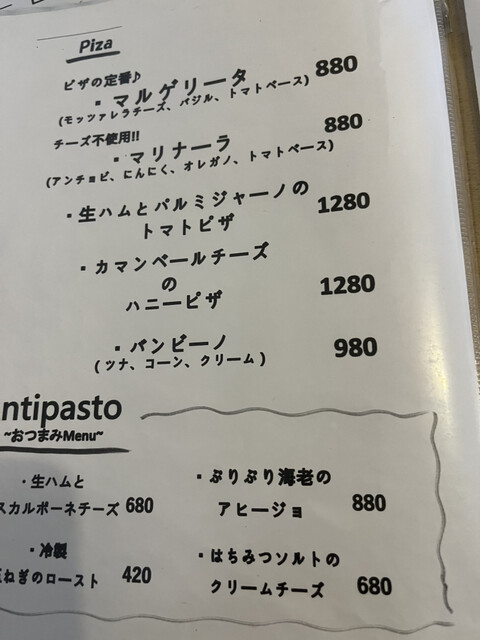 Piza
ピザの定番♪
・マルゲリータ 880
(モッツァレラチーズ、バジル、トマトベース)
チーズ不使用!!
・マリナーラ 880
(アンチョビ、にんにく、オレガノ、トマトベース)
・生ハムとパルミジャーノの
トマトピザ 1280
・カマンベールチーズ
の
ハニーピザ 1280
・バンビーノ 980
(ツナ、コーン、クリーム)
ntipasto
~おつまみMenu~
・生ハムと
スカルポーネチーズ 680
・冷製
ねぎのロースト 420
・ぷりぷり海老の
アヒージョ 880
・はちみつソルトの
クリームチーズ 680